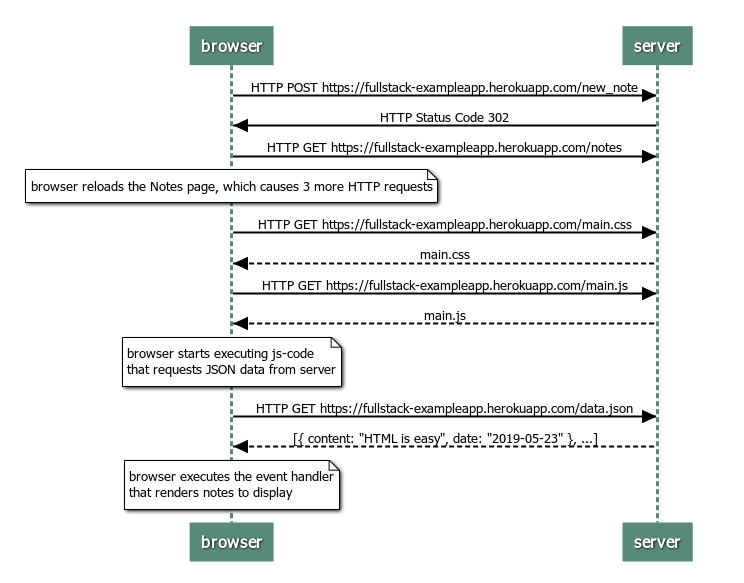 browser
server
HTTP POST https://fullstack-exampleapp.herokuapp.com/new_note
HTTP Status Code 302
HTTP GET https://fullstack-exampleapp.herokuapp.com/notes
browser reloads the Notes page, which causes 3 more HTTP requests
HTTP GET https://fullstack-exampleapp.herokuapp.com/main.css
main.css
HTTP GET https://fullstack-exampleapp.herokuapp.com/main.js
main.js
browser starts executing js-code
that requests JSON data from server
HTTP GET https://fullstack-exampleapp.herokuapp.com/data.json
[{ content: "HTML is easy", date: "2019-05-23" }, ...]
browser executes the event handler
that renders notes to display
browser
server